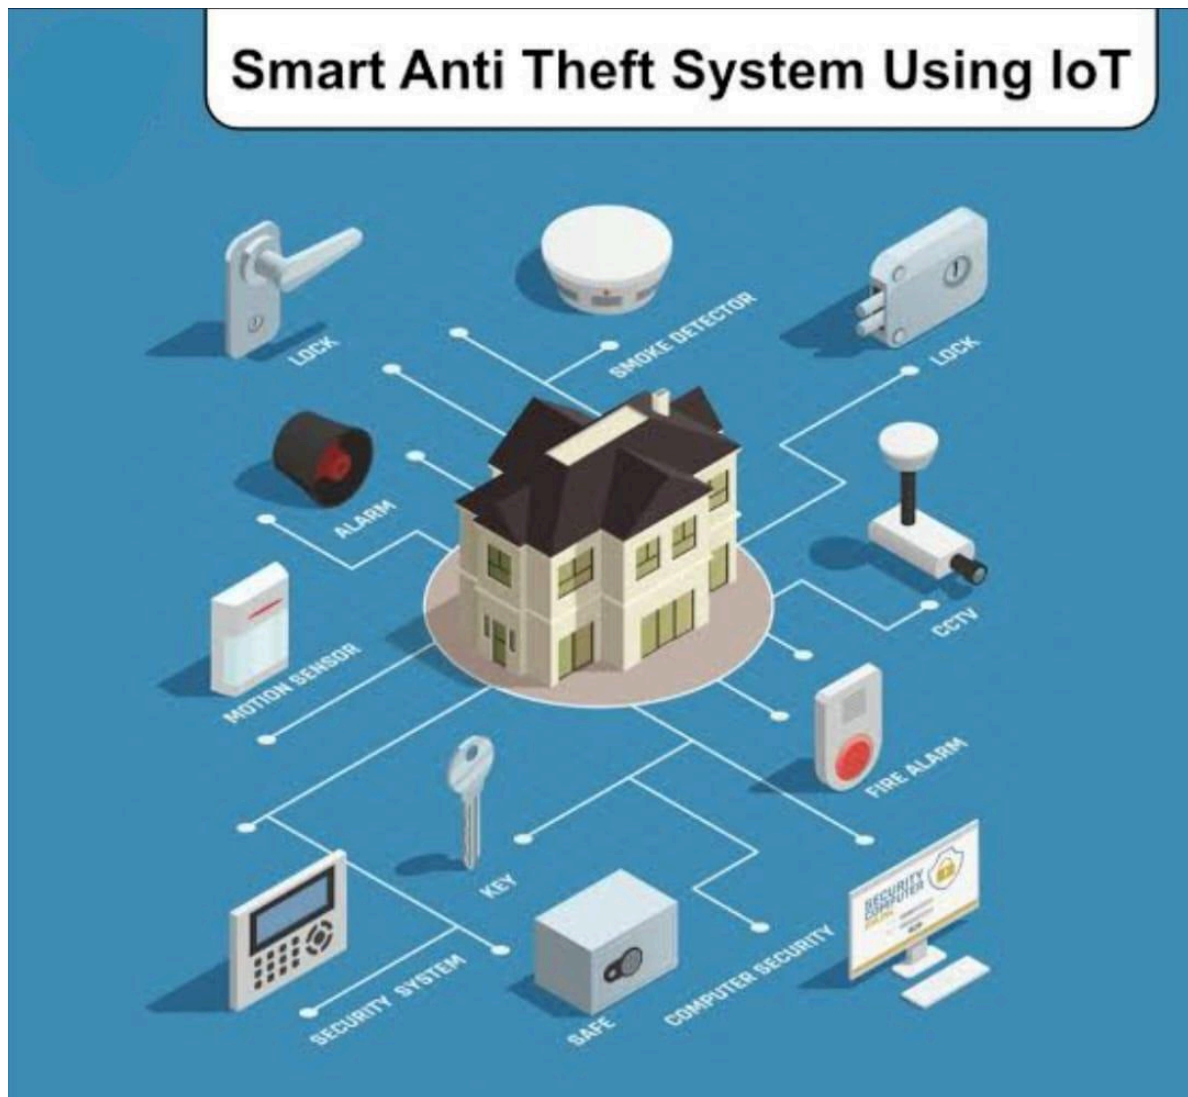 Smart Anti Theft System Using IoT
LOCK
SMOKE DETECTOR
LOCK
ALARM
CCTV
MOTION SENSOR
FIRE ALARM
KEY
SECURITY
COMPUTER
SECURITY SYSTEM
SAFE
COMPUTER SECURITY